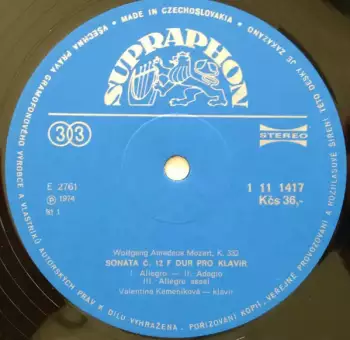 • MADE IN CZECHOSLOVAKIA •
VŠECHNA PRÁVA GRAMOFONOVÉHO VÝROBCE A VLASTNÍKŮ AUTORSKÝCH PRÁV K DÍLU VYHRAŽENA. POŘIZOVÁNÍ KOPIÍ, VEŘEJNÉ PROVOZOVÁNÍ A ROZHLASOVÉ ŠÍŘENÍ TÉTO DESKY JE ZAKÁZÁNO
SUPRAPHON
33
STEREO
E 2761
℗ 1974
№ 1
1 11 1417
Kčs 36,-
Wolfgang Amadeus Mozart, K. 332
SONÁTA Č. 12 F DUR PRO KLAVÍR
I. Allegro — II. Adagio
III. Allegro assai
Valentina Kameníková — klavír